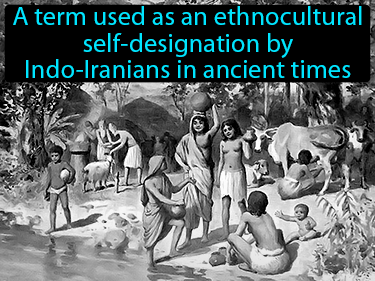 A term used as an ethnocultural
self-designation by
Indo-Iranians in ancient times